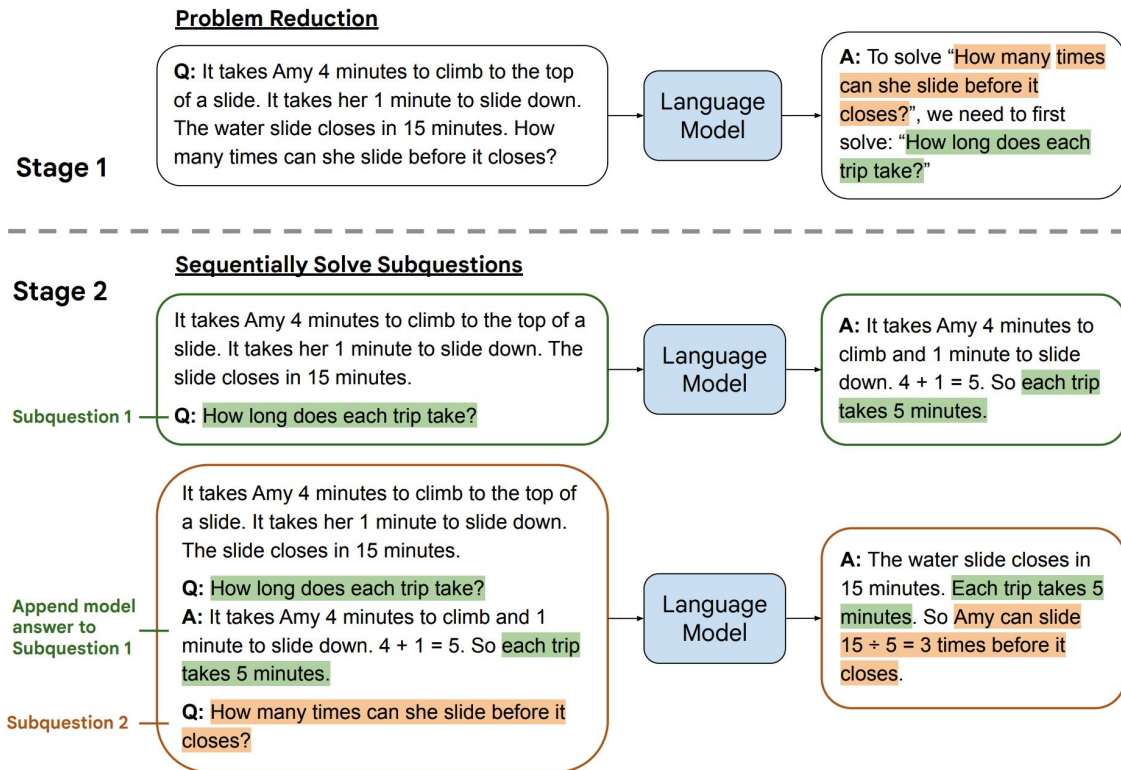 Problem Reduction
Stage 1
Q: It takes Amy 4 minutes to climb to the top
of a slide. It takes her 1 minute to slide down.
The water slide closes in 15 minutes. How
many times can she slide before it closes?
Language
Model
A: To solve “How many times
can she slide before it
closes?”, we need to first
solve: “How long does each
trip take?”
Stage 2
Sequentially Solve Subquestions
It takes Amy 4 minutes to climb to the top of a
slide. It takes her 1 minute to slide down. The
slide closes in 15 minutes.
Subquestion 1
Q: How long does each trip take?
Language
Model
A: It takes Amy 4 minutes to
climb and 1 minute to slide
down. 4 + 1 = 5. So each trip
takes 5 minutes.
It takes Amy 4 minutes to climb to the top of
a slide. It takes her 1 minute to slide down.
The slide closes in 15 minutes.
Append model
answer to
Subquestion 1
Q: How long does each trip take?
A: It takes Amy 4 minutes to climb and 1
minute to slide down. 4 + 1 = 5. So each trip
takes 5 minutes.
Subquestion 2
Q: How many times can she slide before it
closes?
Language
Model
A: The water slide closes in
15 minutes. Each trip takes 5
minutes. So Amy can slide
15 ÷ 5 = 3 times before it
closes.